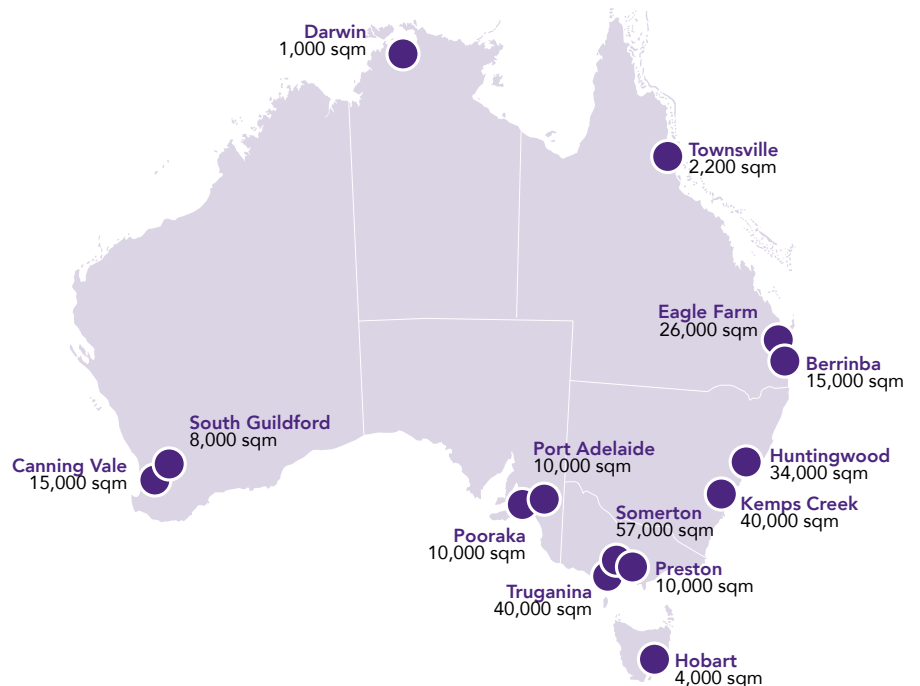 Darwin
1,000 sqm
Townsville
2,200 sqm
Eagle Farm
26,000 sqm
Berrinba
15,000 sqm
South Guildford
8,000 sqm
Canning Vale
15,000 sqm
Port Adelaide
10,000 sqm
Huntingwood
34,000 sqm
Kemps Creek
40,000 sqm
Somerton
57,000 sqm
Pooraka
10,000 sqm
Preston
10,000 sqm
Truganina
40,000 sqm
Hobart
4,000 sqm